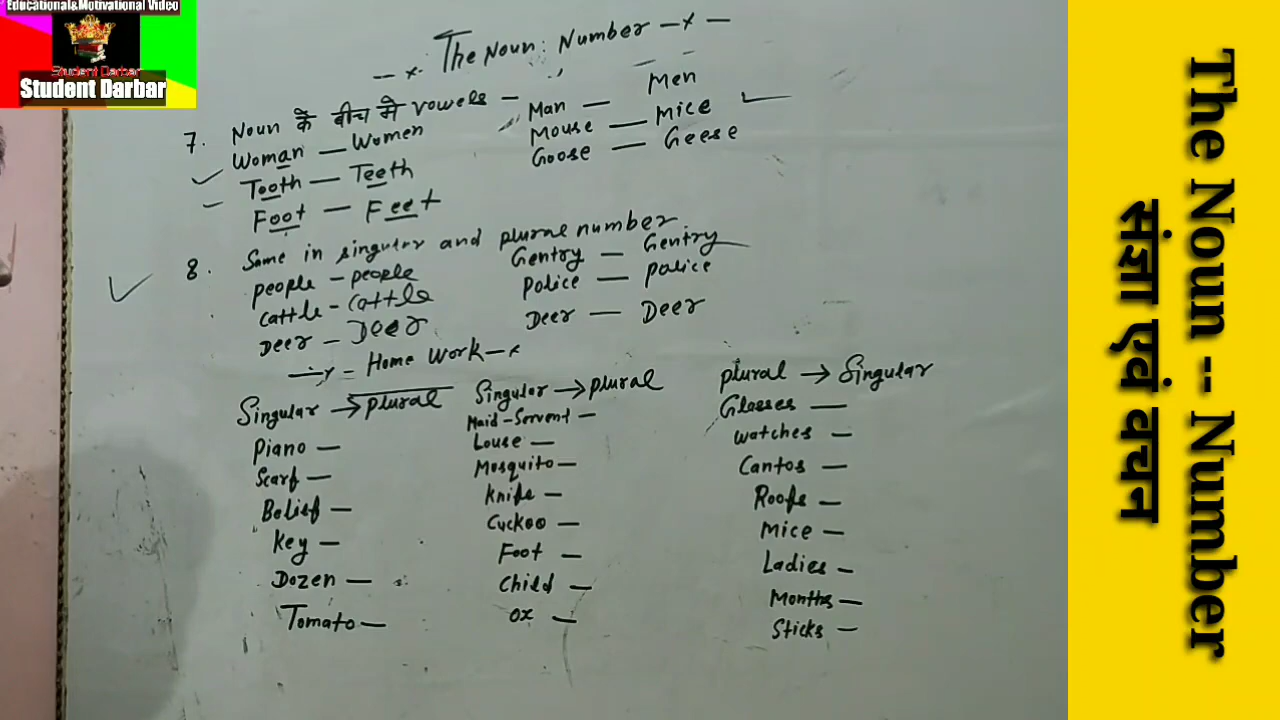 Educational&Motivational Video
Student Darbar
Student Darbar
The Noun : Number
7. Noun के बीच में vowels -
Woman — Women
Tooth — Teeth
Foot — Feet
Man — Men
Mouse — Mice
Goose — Geese
8. Same in singular and plural number
people - people
cattle - cattle
Deer - Deer
Gentry — Gentry
Police — police
Deer — Deer
Home Work
Singular → plural
Piano —
Scarf —
Belief —
Key —
Dozen —
Tomato —
Singular → plural
Maid-Servent —
Louse —
Mosquito —
Knife —
Cuckoo —
Foot —
Child —
Ox —
plural → Singular
Glasses —
Watches —
Cantos —
Roofs —
Mice —
Ladies —
Months —
Sticks —
The Noun -- Number
संज्ञा एवं वचन